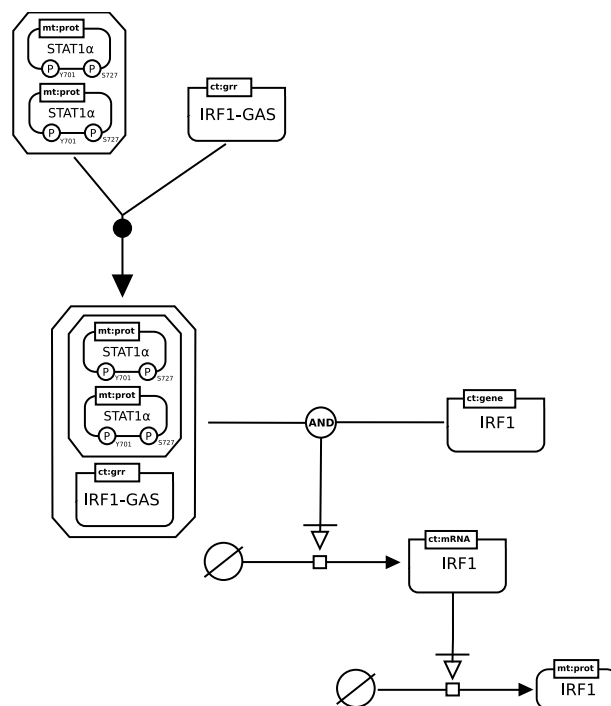 mt:prot
STAT1α
P
Y701
P
S727
mt:prot
STAT1α
P
Y701
P
S727
ct:grr
IRF1-GAS
mt:prot
STAT1α
P
Y701
P
S727
mt:prot
STAT1α
P
Y701
P
S727
ct:grr
IRF1-GAS
AND
ct:gene
IRF1
ct:mRNA
IRF1
mt:prot
IRF1